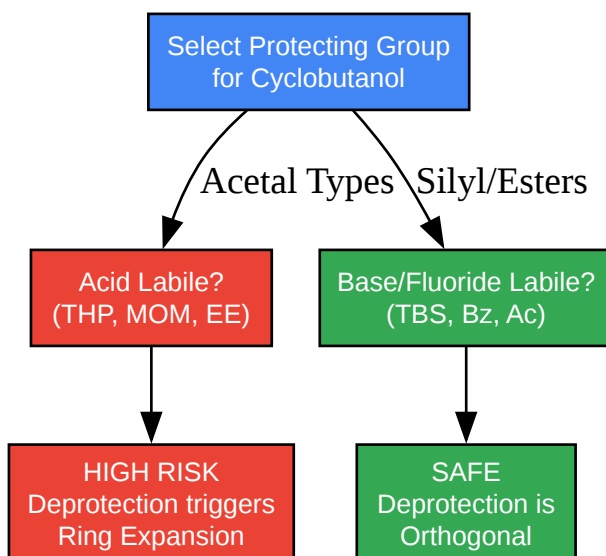 Select Protecting Group
for Cyclobutanol
Acetal Types
Silyl/Esters
Acid Labile?
(THP, MOM, EE)
Base/Fluoride Labile?
(TBS, Bz, Ac)
HIGH RISK
Deprotection triggers
Ring Expansion
SAFE
Deprotection is
Orthogonal